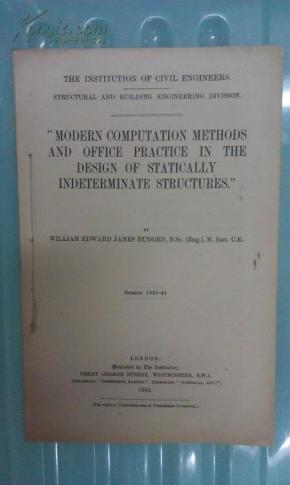 THE INSTITUTION OF CIVIL ENGINEERS.
STRUCTURAL AND BUILDING ENGINEERING DIVISION.
"MODERN COMPUTATION METHODS
AND OFFICE PRACTICE IN THE
DESIGN OF STATICALLY
INDETERMINATE STRUCTURES."
BY
WILLIAM EDWARD JAMES BUDGEN, B.Sc. (Eng.), M. Inst. C.E.
Session 1943-44
LONDON:
Published by The Institution,
GREAT GEORGE STREET, WESTMINSTER, S.W.1.
1944.